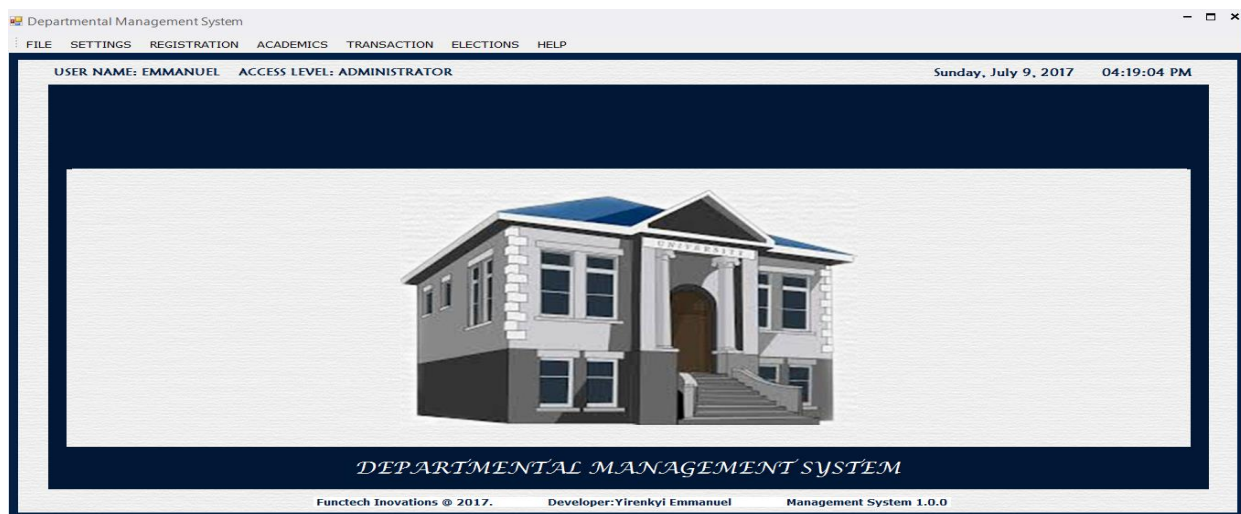 Departmental Management System
FILE SETTINGS REGISTRATION ACADEMICS TRANSACTION ELECTIONS HELP
USER NAME: EMMANUEL ACCESS LEVEL: ADMINISTRATOR Sunday, July 9, 2017 04:19:04 PM
UNIVERSITY
DEPARTMENTAL MANAGEMENT SYSTEM
Functech Inovations @ 2017. Developer:Yirenkyi Emmanuel Management System 1.0.0